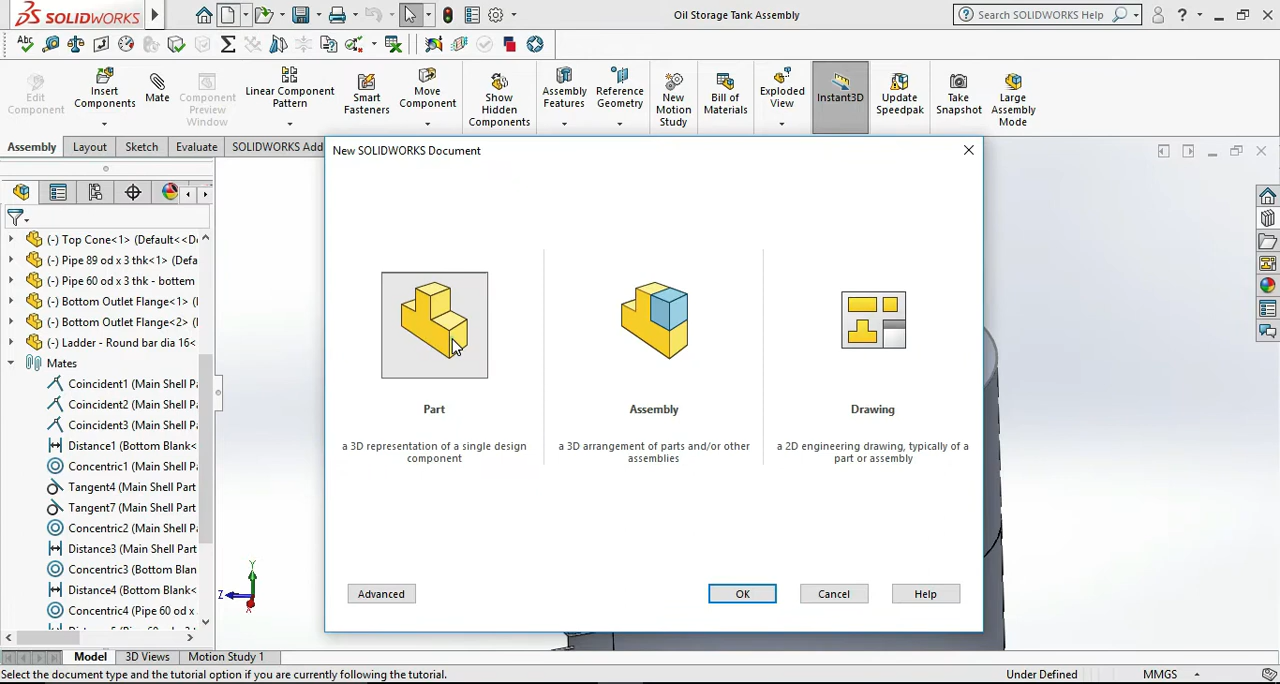 SOLIDWORKS
Oil Storage Tank Assembly
Search SOLIDWORKS Help
?
Abc
Edit
Component
Insert
Components
Mate
Component
Preview
Window
Linear Component
Pattern
Smart
Fasteners
Move
Component
Show
Hidden
Components
Assembly
Features
Reference
Geometry
New
Motion
Study
Bill of
Materials
Exploded
View
Instant3D
Update
Speedpak
Take
Snapshot
Large
Assembly
Mode
Assembly
Layout
Sketch
Evaluate
SOLIDWORKS Add
New SOLIDWORKS Document
(-) Top Cone<1> (Default<<D
(-) Pipe 89 od x 3 thk<1> (Defa
(-) Pipe 60 od x 3 thk - bottem
(-) Bottom Outlet Flange<1> (
(-) Bottom Outlet Flange<2> (
(-) Ladder - Round bar dia 16<
Mates
Coincident1 (Main Shell Pa
Coincident2 (Main Shell Pa
Coincident3 (Main Shell Pa
Distance1 (Bottom Blank<
Concentric1 (Main Shell Pa
Tangent4 (Main Shell Part
Tangent7 (Main Shell Part
Concentric2 (Main Shell Pa
Distance3 (Main Shell Part
Concentric3 (Bottom Blan
Distance4 (Bottom Blank<
Concentric4 (Pipe 60 od x
Part
a 3D representation of a single design
component
Assembly
a 3D arrangement of parts and/or other
assemblies
Drawing
a 2D engineering drawing, typically of a
part or assembly
Advanced
OK
Cancel
Help
Y
Z
X
Model
3D Views
Motion Study 1
Select the document type and the tutorial option if you are currently following the tutorial.
Under Defined
MMGS